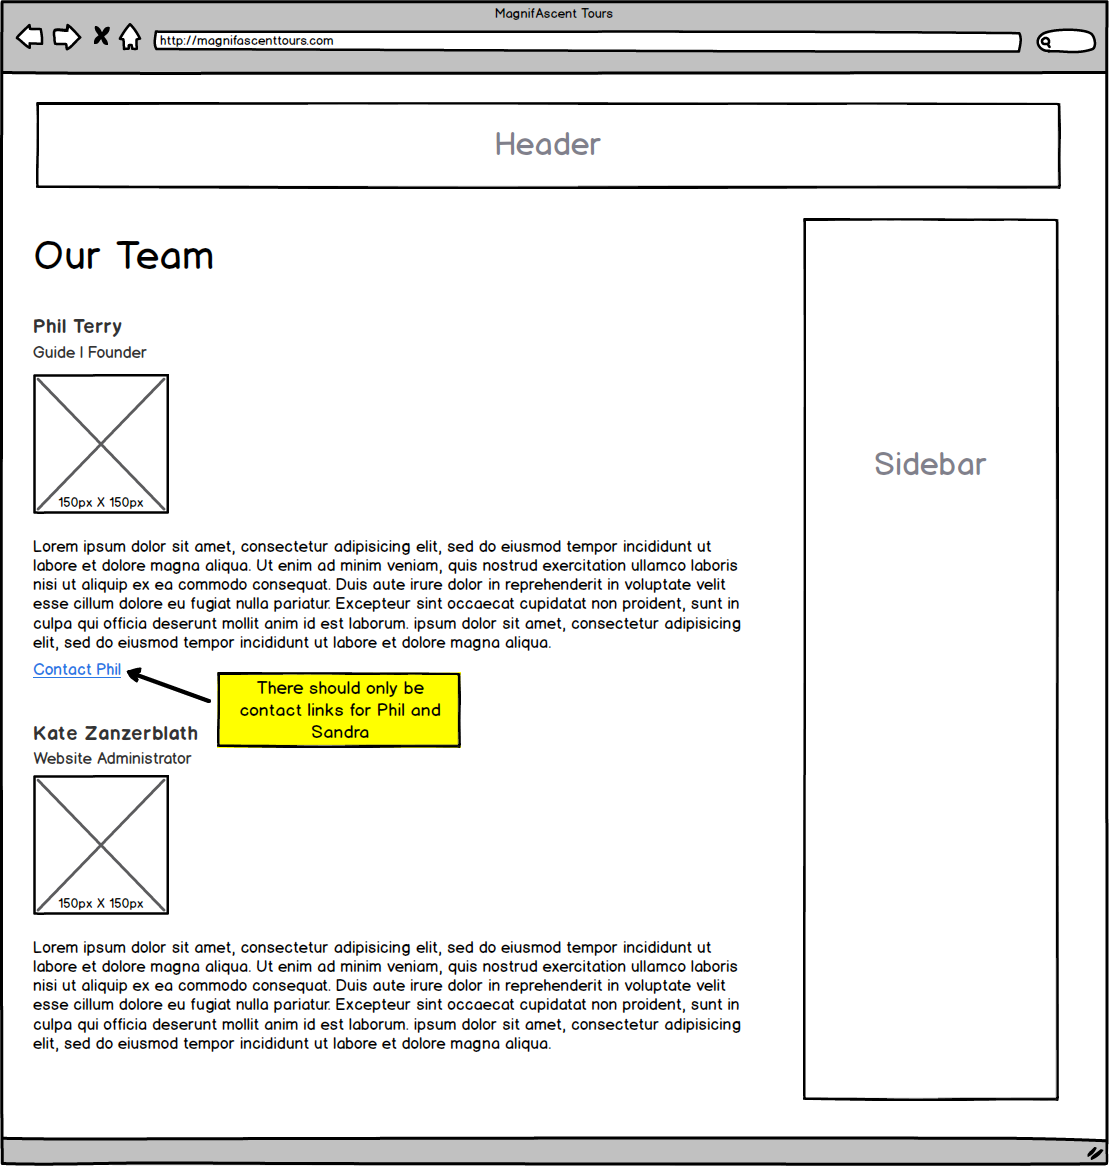 MagnifAscent Tours
http://magnifascenttours.com
Header
Our Team
Sidebar
Phil Terry
Guide | Founder
150px X 150px
Lorem ipsum dolor sit amet, consectetur adipisicing elit, sed do eiusmod tempor incididunt ut
labore et dolore magna aliqua. Ut enim ad minim veniam, quis nostrud exercitation ullamco laboris
nisi ut aliquip ex ea commodo consequat. Duis aute irure dolor in reprehenderit in voluptate velit
esse cillum dolore eu fugiat nulla pariatur. Excepteur sint occaecat cupidatat non proident, sunt in
culpa qui officia deserunt mollit anim id est laborum. ipsum dolor sit amet, consectetur adipisicing
elit, sed do eiusmod tempor incididunt ut labore et dolore magna aliqua.
Contact Phil
There should only be
contact links for Phil and
Sandra
Kate Zanzerblath
Website Administrator
150px X 150px
Lorem ipsum dolor sit amet, consectetur adipisicing elit, sed do eiusmod tempor incididunt ut
labore et dolore magna aliqua. Ut enim ad minim veniam, quis nostrud exercitation ullamco laboris
nisi ut aliquip ex ea commodo consequat. Duis aute irure dolor in reprehenderit in voluptate velit
esse cillum dolore eu fugiat nulla pariatur. Excepteur sint occaecat cupidatat non proident, sunt in
culpa qui officia deserunt mollit anim id est laborum. ipsum dolor sit amet, consectetur adipisicing
elit, sed do eiusmod tempor incididunt ut labore et dolore magna aliqua.